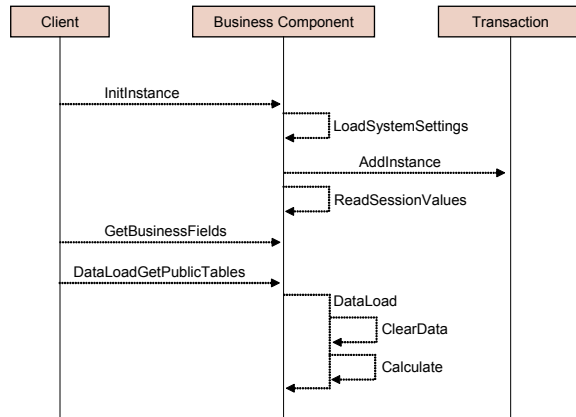 Client
Business Component
Transaction
InitInstance
LoadSystemSettings
AddInstance
ReadSessionValues
GetBusinessFields
DataLoadGetPublicTables
DataLoad
ClearData
Calculate